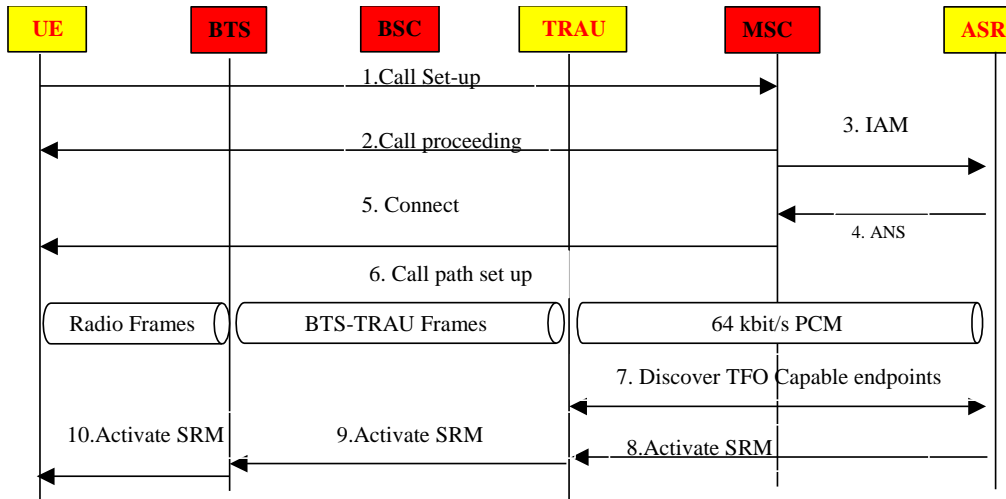 UE
BTS
BSC
TRAU
MSC
ASR
1.Call Set-up
3. IAM
2.Call proceeding
5. Connect
4. ANS
6. Call path set up
Radio Frames
BTS-TRAU Frames
64 kbit/s PCM
7. Discover TFO Capable endpoints
10.Activate SRM
9.Activate SRM
8.Activate SRM